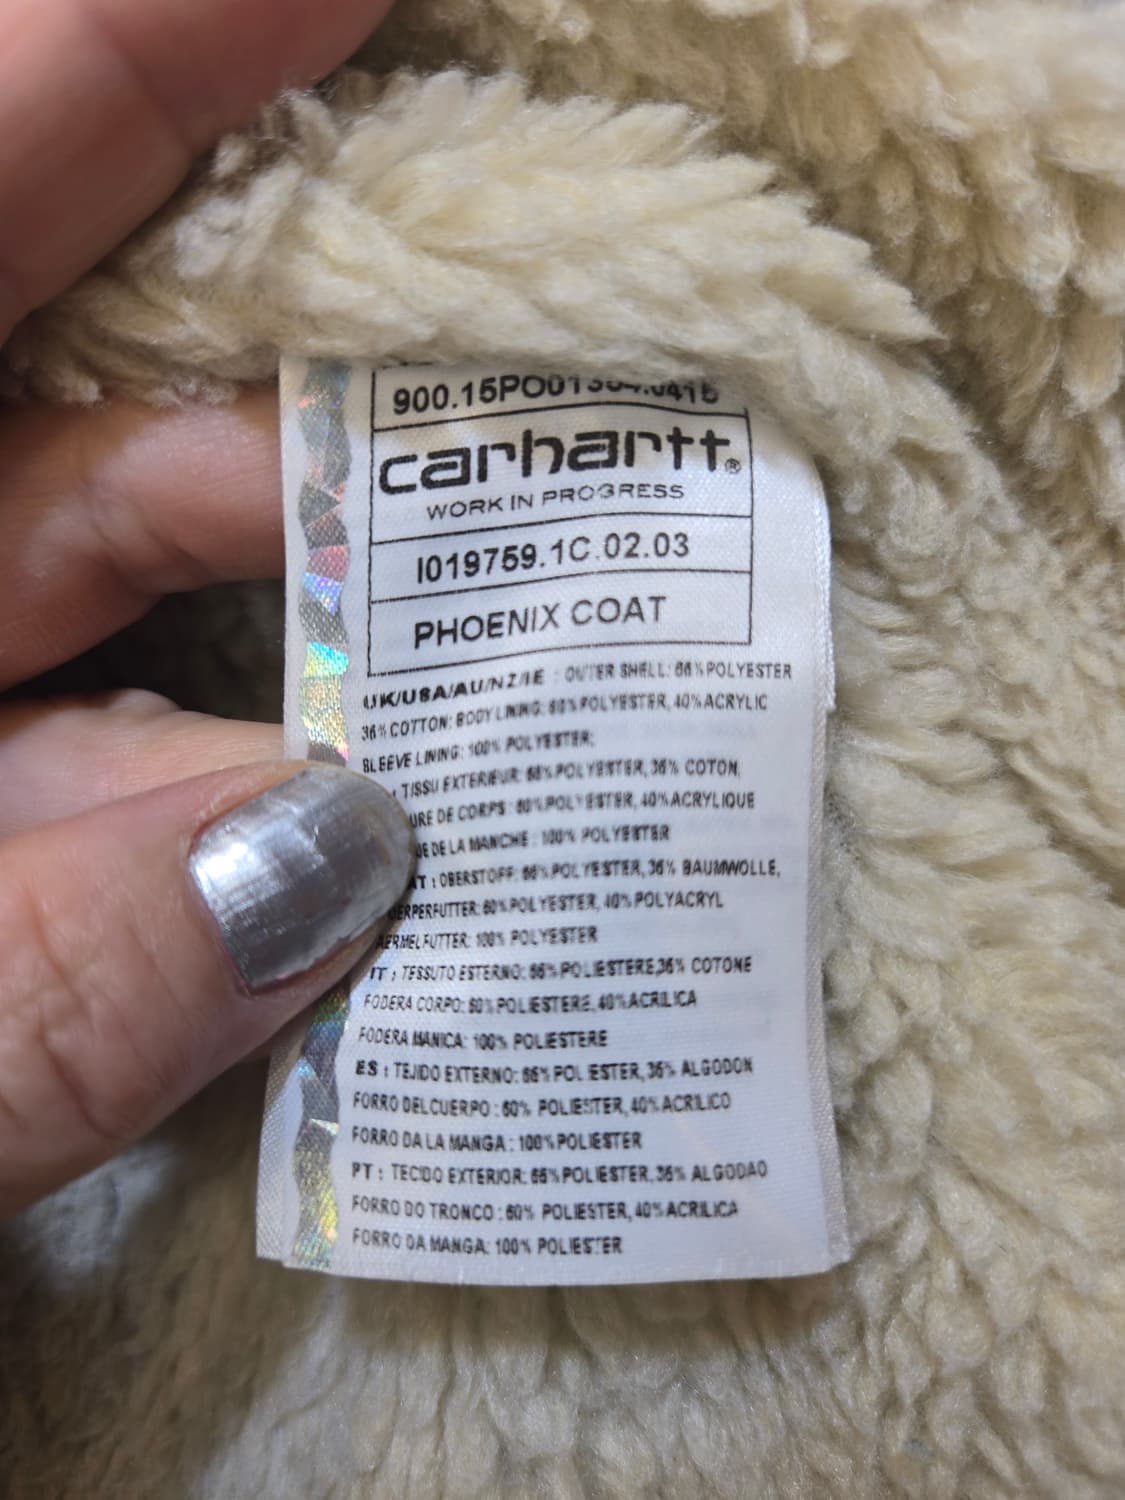 carhartt®
WORK IN PROGRESS
I019759.1C.02.03
PHOENIX COAT
UK/USA/AU/NZ/IE : OUTER SHELL: 65% POLYESTER
35% COTTON: BODY LINING: 60% POLYESTER, 40% ACRYLIC
SLEEVE LINING: 100% POLYESTER;
: TISSU EXTERIEUR: 65% POLYESTER, 35% COTON,
DE CORPS: 60% POLYESTER, 40% ACRYLIQUE
DE LA MANCHE : 100% POLYESTER
: OBERSTOFF: 65% POLYESTER, 35% BAUMWOLLE,
60% POLYESTER, 40% POLYACRYL
100% POLYESTER
IT : TESSUTO ESTERNO: 65% POLIESTERE,35% COTONE
FODERA CORPO: 60% POLIESTERE, 40% ACRILICA
FODERA MANICA: 100% POLIESTERE
ES : TEJIDO EXTERNO: 65% POLIESTER, 35% ALGODON
FORRO DEL CUERPO : 60% POLIESTER, 40% ACRILICO
FORRO DA LA MANGA : 100% POLIESTER
PT : TECIDO EXTERIOR: 65% POLIESTER, 35% ALGODAO
FORRO DO TRONCO : 60% POLIESTER, 40% ACRILICA
FORRO DA MANGA: 100% POLIESTER